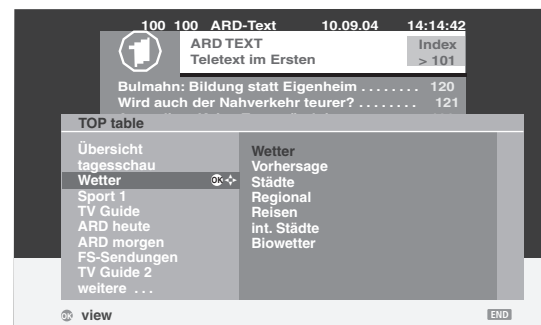 100 100 ARD-Text 10.09.04 14:14:42
1
ARD TEXT
Teletext im Ersten
Index
> 101
Bulmahn: Bildung statt Eigenheim . . . . . . . . 120
Wird auch der Nahverkehr teurer? . . . . . . . . 121
TOP table
Übersicht
tagesschau
Wetter OK
Sport 1
TV Guide
ARD heute
ARD morgen
FS-Sendungen
TV Guide 2
weitere . . .
Wetter
Vorhersage
Städte
Regional
Reisen
int. Städte
Biowetter
OK view END